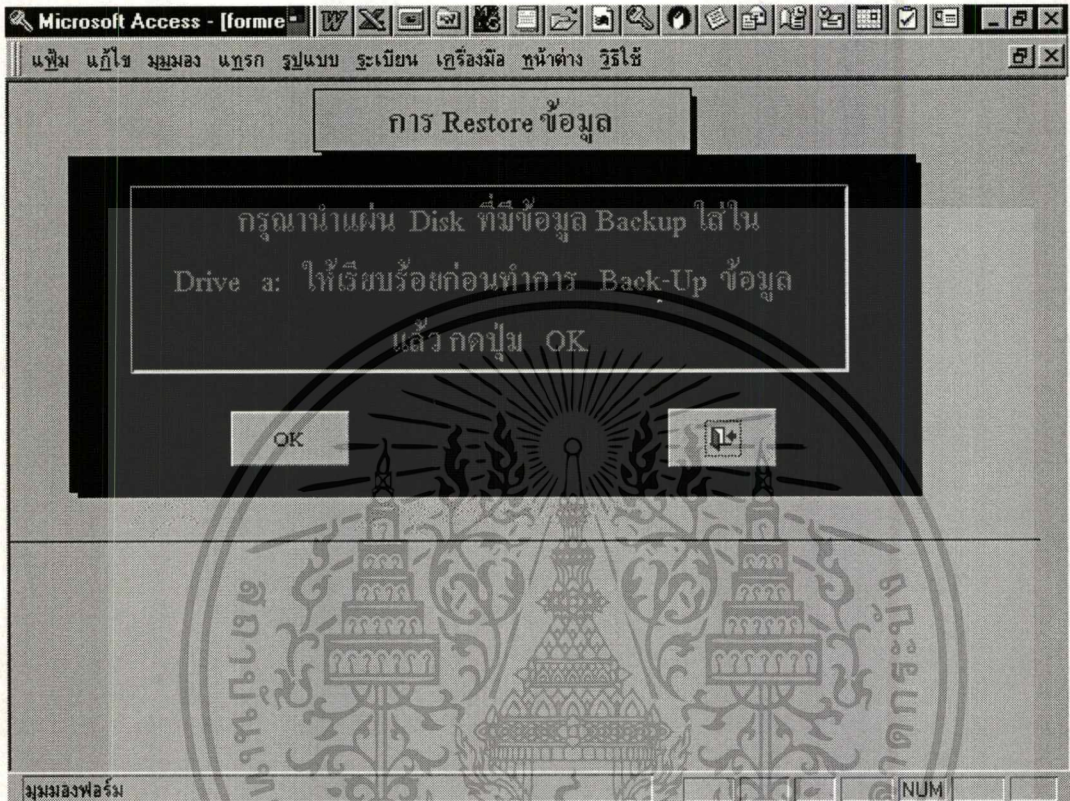 Microsoft Access - [formre
แฟ้ม แก้ไข มุมมอง แทรก รูปแบบ ระเบียน เครื่องมือ หน้าต่าง วิธีใช้
การ Restore ข้อมูล
กรุณานำแผ่น Disk ที่มีข้อมูล Backup ใส่ใน
Drive a: ให้เรียบร้อยก่อนทำการ Back-Up ข้อมูล
แล้ว กดปุ่ม OK
OK
มุมมองฟอร์ม
NUM